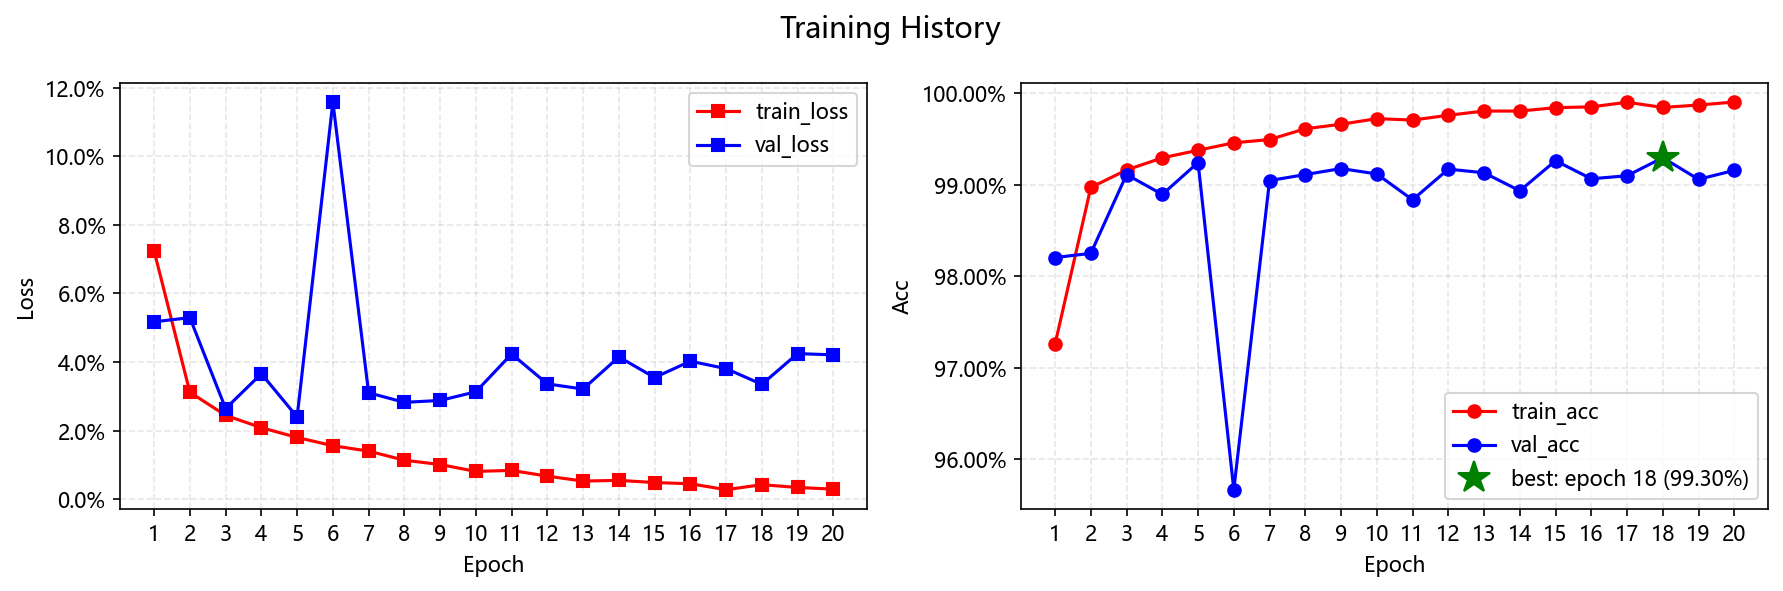 Training History
12.0%
10.0%
8.0%
6.0%
4.0%
2.0%
0.0%
Loss
train_loss
val_loss
1 2 3 4 5 6 7 8 9 10 11 12 13 14 15 16 17 18 19 20
Epoch
100.00%
99.00%
98.00%
97.00%
96.00%
Acc
train_acc
val_acc
best: epoch 18 (99.30%)
1 2 3 4 5 6 7 8 9 10 11 12 13 14 15 16 17 18 19 20
Epoch